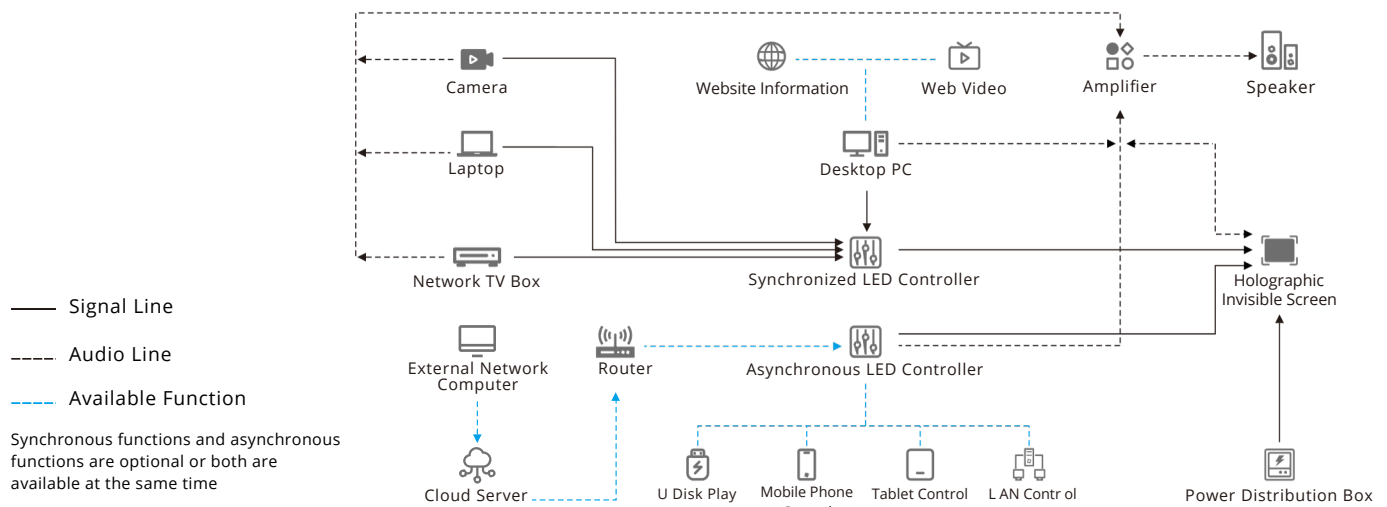 Camera
Website Information
Web Video
Amplifier
Speaker
Laptop
Desktop PC
Network TV Box
Synchronized LED Controller
Holographic
Invisible Screen
Signal Line
Audio Line
Available Function
External Network
Computer
Router
Asynchronous LED Controller
Synchronous functions and asynchronous
functions are optional or both are
available at the same time
Cloud Server
U Disk Play
Mobile Phone
Tablet Control
L AN Contr ol
Power Distribution Box